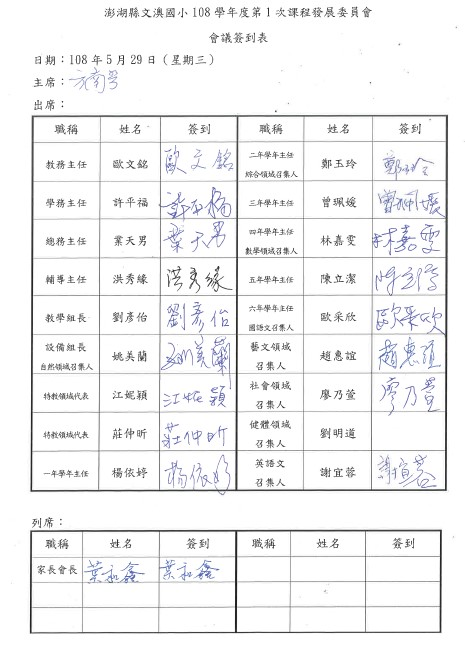 澎湖縣文澳國小 108 學年度第 1 次課程發展委員會
會議簽到表
日期：108 年 5 月 29 日（星期三）
主席：
出席：
職稱 姓名 簽到 職稱 姓名 簽到
教務主任 歐文銘 歐文銘 二年學年主任 鄭玉玲 鄭玉玲
綜合領域召集人
學務主任 許平福 許平福 三年學年主任 曾珮媛 曾珮媛
總務主任 葉天男 葉天男 四年學年主任 林嘉雯 林嘉雯
數學領域召集人
輔導主任 洪秀緣 洪秀緣 五年學年主任 陳立潔 陳立潔
教學組長 劉彥怡 劉彥怡 六年學年主任 歐采欣 歐采欣
國語文召集人
設備組長 姚美蘭 姚美蘭 藝文領域 趙惠誼 趙惠誼
自然領域召集人 召集人
特教領域代表 江妮穎 江妮穎 社會領域 廖乃萱 廖乃萱
召集人
特教領域代表 莊仲昕 莊仲昕 健體領域 劉明道
召集人
一年學年主任 楊依婷 楊依婷 英語文 謝宜蓉 謝宜蓉
召集人
列席：
職稱 姓名 簽到 職稱 姓名 簽到
家長會長 葉和鑫 葉和鑫